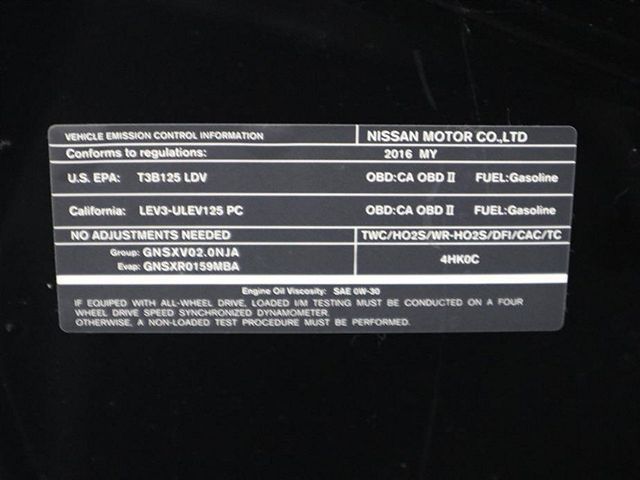 VEHICLE EMISSION CONTROL INFORMATION NISSAN MOTOR CO.,LTD
Conforms to regulations: 2016 MY
U.S. EPA: T3B125 LDV OBD:CA OBD II FUEL:Gasoline
California: LEV3-ULEV125 PC OBD:CA OBD II FUEL:Gasoline
NO ADJUSTMENTS NEEDED TWC/HO2S/WR-HO2S/DFI/CAC/TC
Group: GNSXV02.0NJA
Evap: GNSXR0159MBA
4HK0C
Engine Oil Viscosity: SAE 0W-30
IF EQUIPPED WITH ALL-WHEEL DRIVE, LOADED I/M TESTING MUST BE CONDUCTED ON A FOUR
WHEEL DRIVE SPEED SYNCHRONIZED DYNAMOMETER.
OTHERWISE, A NON-LOADED TEST PROCEDURE MUST BE PERFORMED.